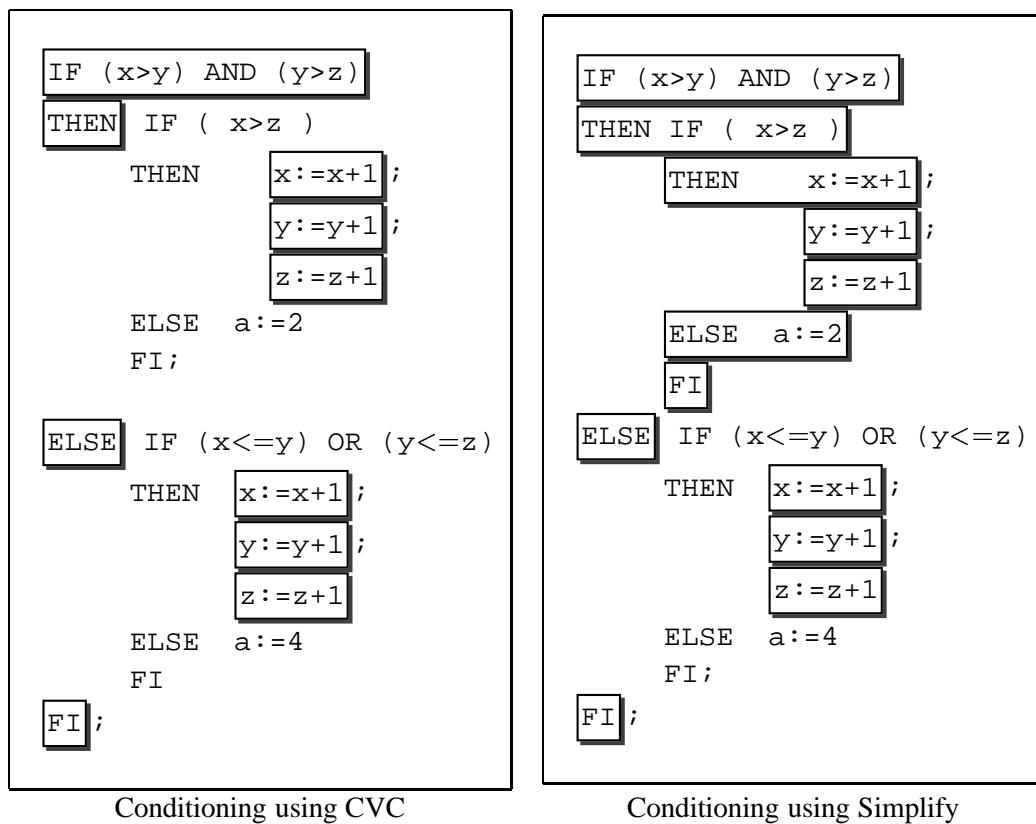 IF (x>y) AND (y>z)
THEN IF ( x>z )
THEN x:=x+1;
y:=y+1;
z:=z+1
ELSE a:=2
FI;
ELSE IF (x<=y) OR (y<=z)
THEN x:=x+1;
y:=y+1;
z:=z+1
ELSE a:=4
FI
FI;
Conditioning using CVC
IF (x>y) AND (y>z)
THEN IF ( x>z )
THEN x:=x+1;
y:=y+1;
z:=z+1
ELSE a:=2
FI
ELSE IF (x<=y) OR (y<=z)
THEN x:=x+1;
y:=y+1;
z:=z+1
ELSE a:=4
FI;
FI;
Conditioning using Simplify